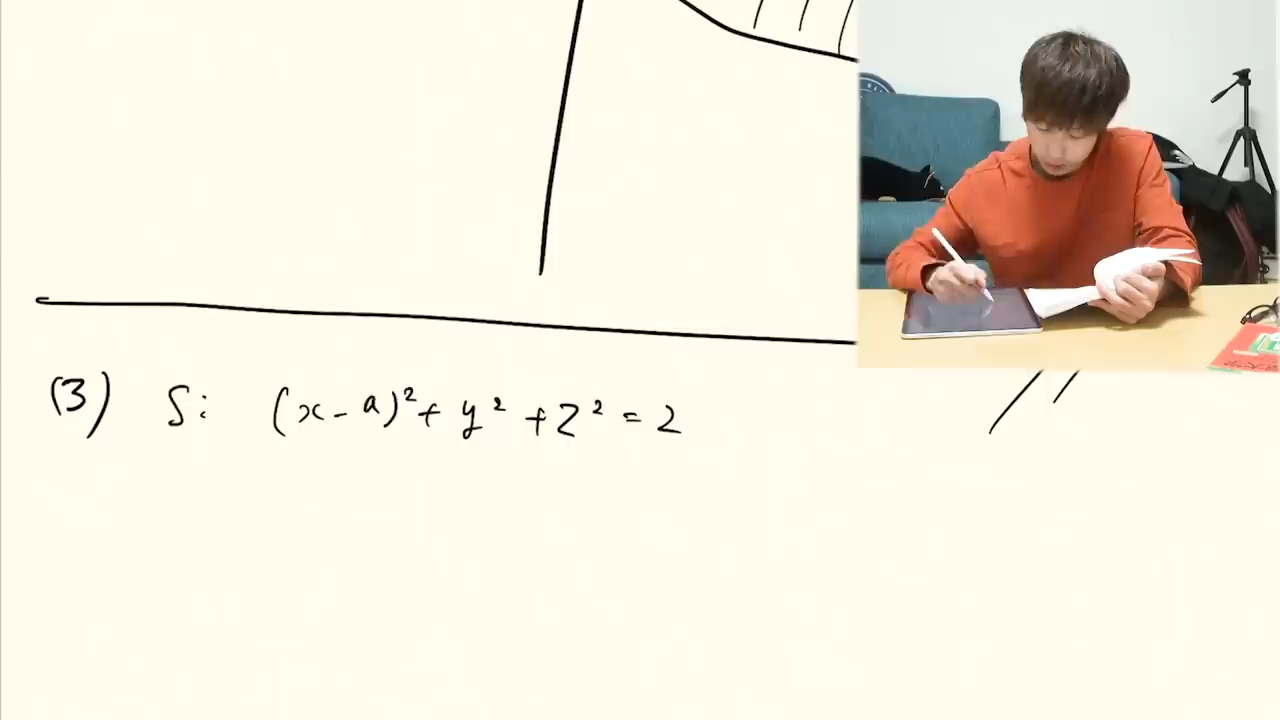 (3) S: (x-a)²+ y² +z² = 2